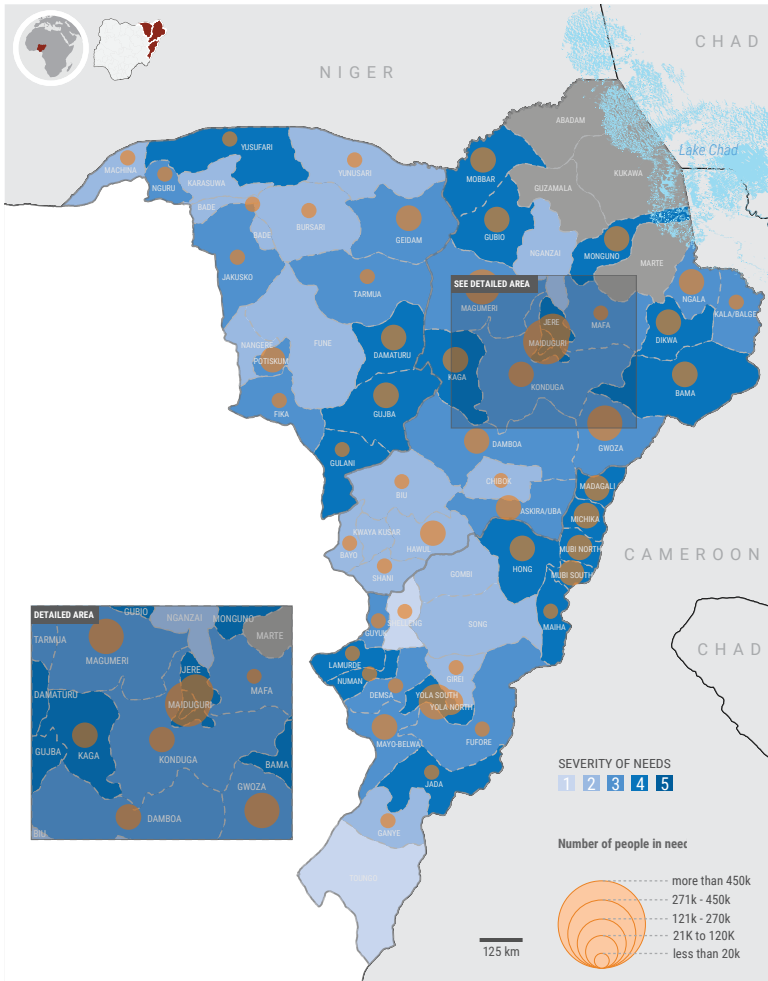 CHAD
NIGER
ABADAM
Lake Chad
YUSUFARI
MACHINA
NGURU
KARASUWA
YUNUSARI
MOBBAR
KUKAWA
GUZAMALA
BADE
BURSARI
BADE
GEIDAM
GUBIO
NGANZAI
MONGUNO
MARTE
JAKUSKO
TARMUA
SEE DETAILED AREA
MAGUMERI
NGALA
KALA/BALGE
MAFA
JERE
DIKWA
NANGERE
FUNE
DAMATURU
MAIDUGURI
POTISKUM
KAGA
KONDUGA
BAMA
FIKA
GUJBA
GULANI
DAMBOA
GWOZA
BIU
CHIBOK
MADAGALI
ASKIRA/UBA
MICHIKA
KWAYA KUSAR
HAWUL
BAYO
HONG
MUBI NORTH
CAMEROON
SHANI
GOMBI
MUBI SOUTH
DETAILED AREA
GUBIO
NGANZAI
MONGUNO
MARTE
TARMUA
MAGUMERI
JERE
MAFA
DAMATURU
MAIDUGURI
GUJBA
KAGA
KONDUGA
BAMA
GWOZA
DAMBOA
BIU
SHELLENG
GUYUK
SONG
MAIHA
CHAD
LAMURDE
NUMAN
DEMSA
GIREI
YOLA SOUTH
YOLA NORTH
MAYO-BELWA
FUFORE
JADA
GANYE
TOUNGO
SEVERITY OF NEEDS
1 2 3 4 5
Number of people in neec
more than 450k
271k - 450k
121k - 270k
21K to 120K
less than 20k
125 km